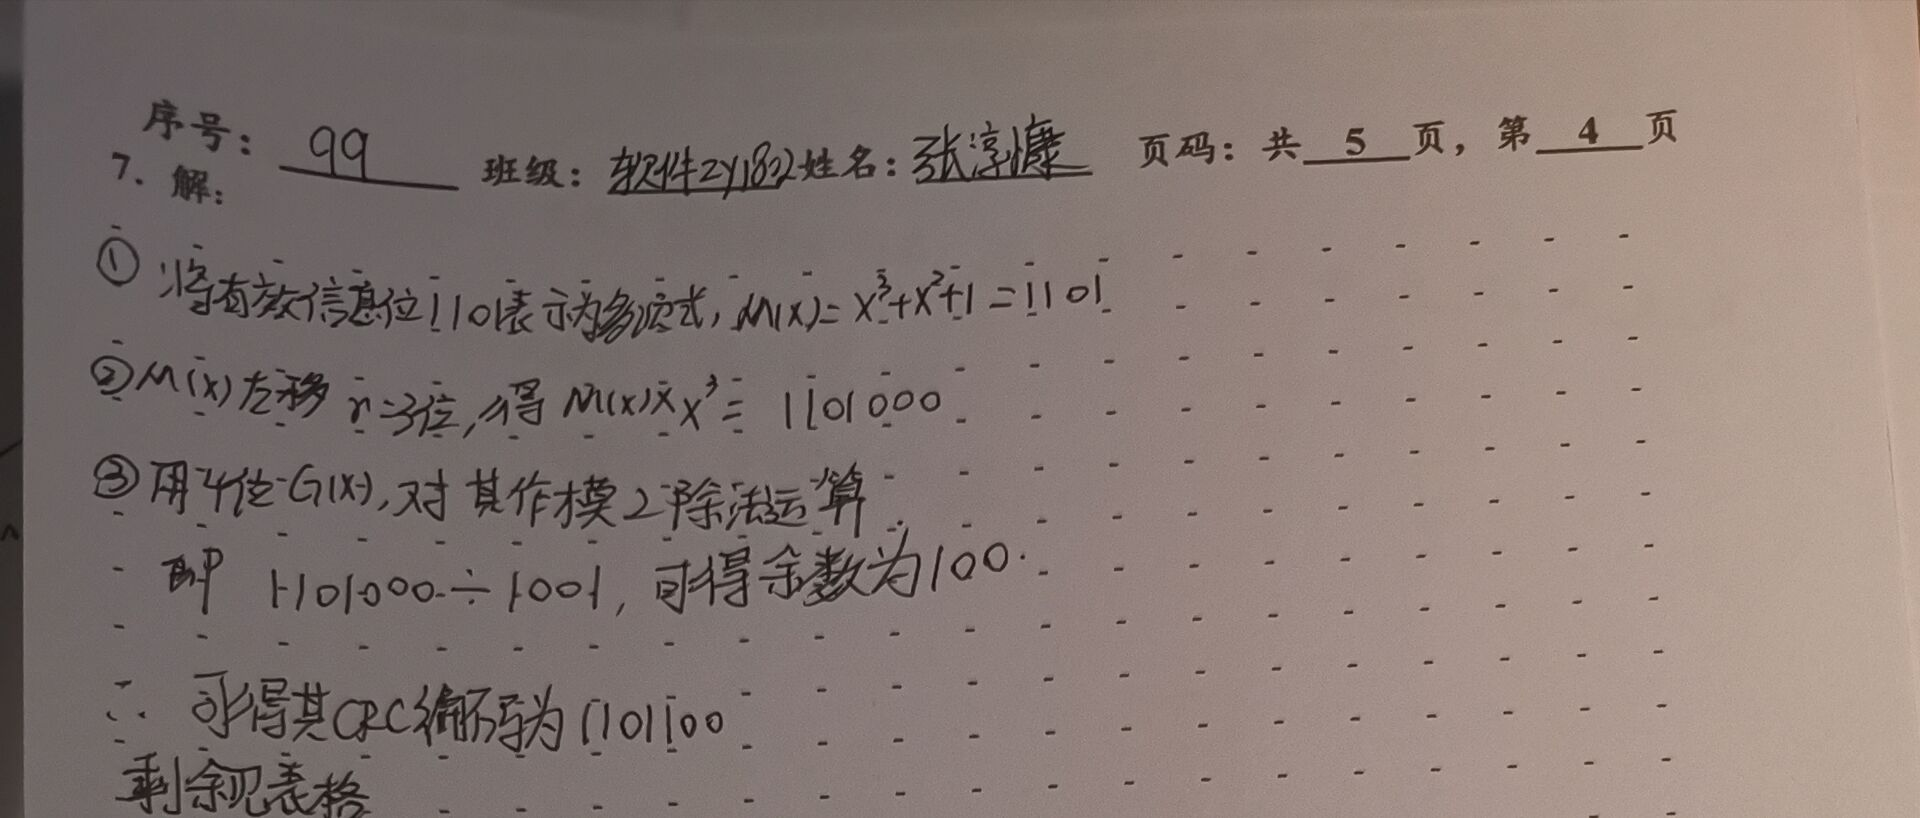 序号: 99 班级: 软件zy1802 姓名: 张淳慷 页码: 共 5 页, 第 4 页
7. 解:
① 将有效信息位1101表示为多项式, M(x)=x³+x²+1=1101
② M(x)左移 r=3位, 得 M(x)×x³= 1101000
③ 用4位G(x), 对其作模2除法运算.
即 1101000÷1001, 可得余数为100.
∴ 可得其CRC编码为1101100
剩余见表格